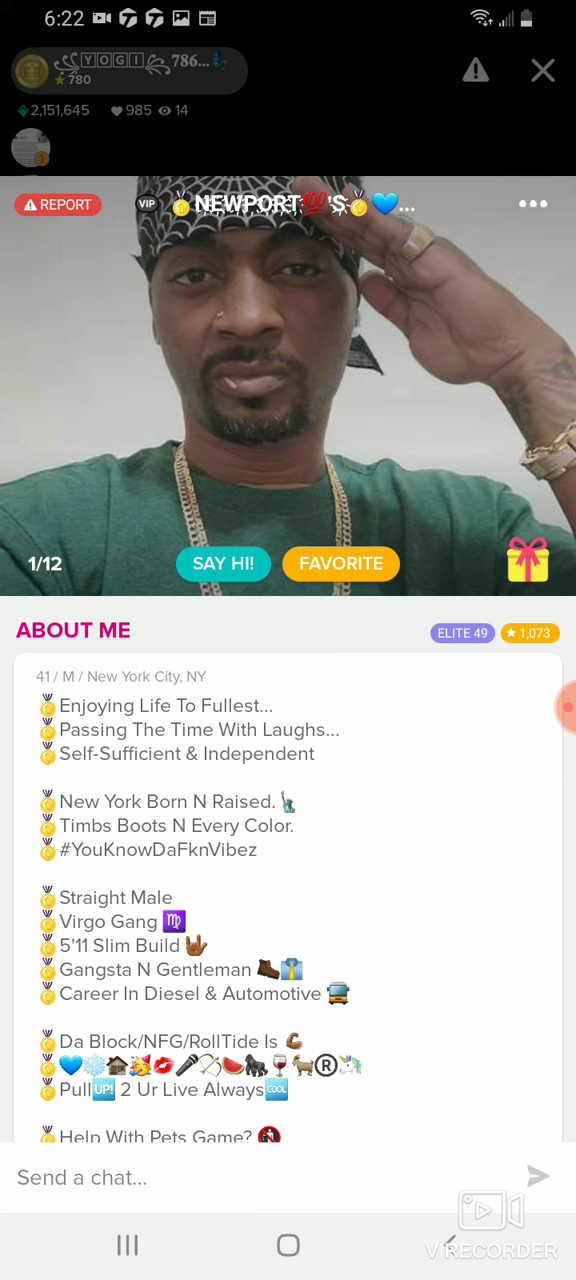 6:22
꧁🅈🄾🄶🄸꧂786...
780
2,151,645 985 14
1
REPORT VIP NEWPORT💯'S...
1/12 SAY HI! FAVORITE
ABOUT ME ELITE 49 1,073
41 / M / New York City, NY
🏅Enjoying Life To Fullest...
🏅Passing The Time With Laughs...
🏅Self-Sufficient & Independent
🏅New York Born N Raised.🗽
🏅Timbs Boots N Every Color.
🏅#YouKnowDaFknVibez
🏅Straight Male
🏅Virgo Gang ♍
🏅5'11 Slim Build 🤘🏾
🏅Gangsta N Gentleman 🥾👔
🏅Career In Diesel & Automotive 🚍
🏅Da Block/NFG/RollTide Is 💪🏾
🏅💙❄️🏠🥳💋🎤🏹🍉🦍🍷🐐®️🦄
🏅Pull🆙 2 Ur Live Always🆒
🏅Help With Pets Game? 🚯
Send a chat...
V RECORDER